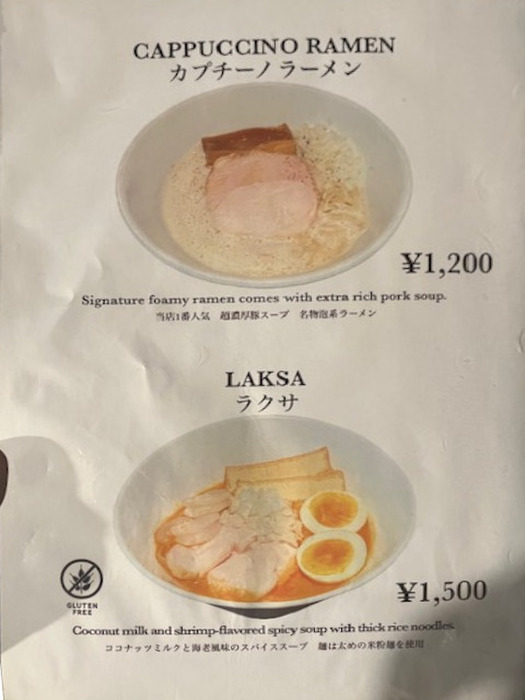 CAPPUCCINO RAMEN
カプチーノラーメン
¥1,200
Signature foamy ramen comes with extra rich pork soup.
当店1番人気 超濃厚豚スープ 名物泡系ラーメン
LAKSA
ラクサ
GLUTEN
FREE
¥1,500
Coconut milk and shrimp-flavored spicy soup with thick rice noodles.
ココナッツミルクと海老風味のスパイススープ 麺は太めの米粉麺を使用